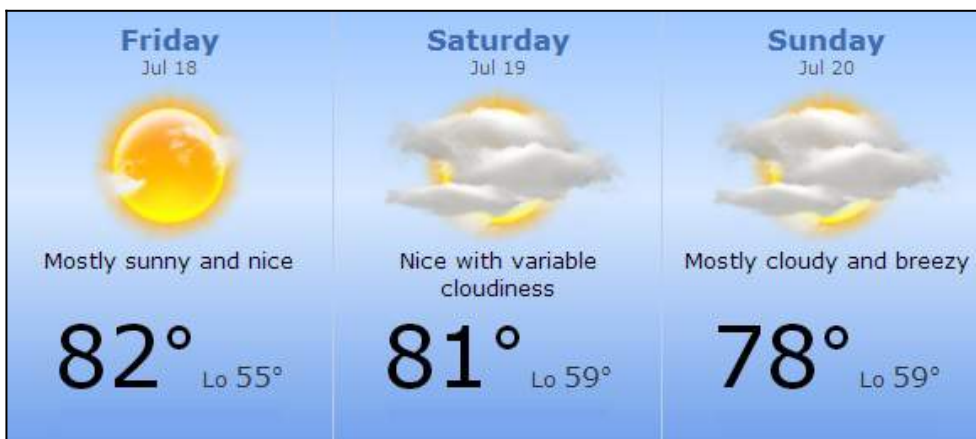 Friday
Jul 18
Mostly sunny and nice
82° Lo 55°
Saturday
Jul 19
Nice with variable
cloudiness
81° Lo 59°
Sunday
Jul 20
Mostly cloudy and breezy
78° Lo 59°